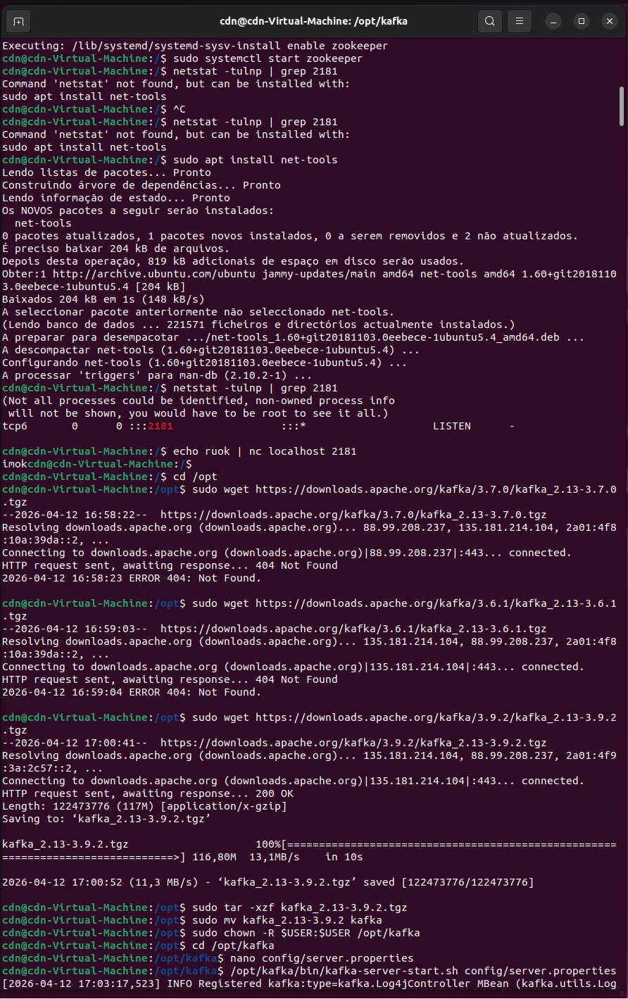 cdn@cdn-Virtual-Machine: /opt/kafka
Executing: /lib/systemd/systemd-sysv-install enable zookeeper
cdn@cdn-Virtual-Machine:/$ sudo systemctl start zookeeper
cdn@cdn-Virtual-Machine:/$ netstat -tulnp | grep 2181
Command 'netstat' not found, but can be installed with:
sudo apt install net-tools
cdn@cdn-Virtual-Machine:/$ ^C
cdn@cdn-Virtual-Machine:/$ netstat -tulnp | grep 2181
Command 'netstat' not found, but can be installed with:
sudo apt install net-tools
cdn@cdn-Virtual-Machine:/$ sudo apt install net-tools
Lendo listas de pacotes... Pronto
Construindo árvore de dependências... Pronto
Lendo informação de estado... Pronto
Os NOVOS pacotes a seguir serão instalados:
  net-tools
0 pacotes atualizados, 1 pacotes novos instalados, 0 a serem removidos e 2 não atualizados.
É preciso baixar 204 kB de arquivos.
Depois desta operação, 819 kB adicionais de espaço em disco serão usados.
Obter:1 http://archive.ubuntu.com/ubuntu jammy-updates/main amd64 net-tools amd64 1.60+git2018110
3.0eebece-1ubuntu5.4 [204 kB]
Baixados 204 kB em 1s (148 kB/s)
A seleccionar pacote anteriormente não seleccionado net-tools.
(Lendo banco de dados ... 221571 ficheiros e directórios actualmente instalados.)
A preparar para desempacotar .../net-tools_1.60+git20181103.0eebece-1ubuntu5.4_amd64.deb ...
A descompactar net-tools (1.60+git20181103.0eebece-1ubuntu5.4) ...
Configurando net-tools (1.60+git20181103.0eebece-1ubuntu5.4) ...
A processar 'triggers' para man-db (2.10.2-1) ...
cdn@cdn-Virtual-Machine:/$ netstat -tulnp | grep 2181
(Not all processes could be identified, non-owned process info
 will not be shown, you would have to be root to see it all.)
tcp6       0      0 :::2181                 :::*                    LISTEN      -
cdn@cdn-Virtual-Machine:/$ echo ruok | nc localhost 2181
imokcdn@cdn-Virtual-Machine:/$
cdn@cdn-Virtual-Machine:/$ cd /opt
cdn@cdn-Virtual-Machine:/opt$ sudo wget https://downloads.apache.org/kafka/3.7.0/kafka_2.13-3.7.0
.tgz
--2026-04-12 16:58:22--  https://downloads.apache.org/kafka/3.7.0/kafka_2.13-3.7.0.tgz
Resolving downloads.apache.org (downloads.apache.org)... 88.99.208.237, 135.181.214.104, 2a01:4f8
:10a:39da::2, ...
Connecting to downloads.apache.org (downloads.apache.org)|88.99.208.237|:443... connected.
HTTP request sent, awaiting response... 404 Not Found
2026-04-12 16:58:23 ERROR 404: Not Found.
cdn@cdn-Virtual-Machine:/opt$ sudo wget https://downloads.apache.org/kafka/3.6.1/kafka_2.13-3.6.1
.tgz
--2026-04-12 16:59:03--  https://downloads.apache.org/kafka/3.6.1/kafka_2.13-3.6.1.tgz
Resolving downloads.apache.org (downloads.apache.org)... 135.181.214.104, 88.99.208.237, 2a01:4f8
:10a:39da::2, ...
Connecting to downloads.apache.org (downloads.apache.org)|135.181.214.104|:443... connected.
HTTP request sent, awaiting response... 404 Not Found
2026-04-12 16:59:04 ERROR 404: Not Found.
cdn@cdn-Virtual-Machine:/opt$ sudo wget https://downloads.apache.org/kafka/3.9.2/kafka_2.13-3.9.2
.tgz
--2026-04-12 17:00:41--  https://downloads.apache.org/kafka/3.9.2/kafka_2.13-3.9.2.tgz
Resolving downloads.apache.org (downloads.apache.org)... 135.181.214.104, 88.99.208.237, 2a01:4f9
:3a:2c57::2, ...
Connecting to downloads.apache.org (downloads.apache.org)|135.181.214.104|:443... connected.
HTTP request sent, awaiting response... 200 OK
Length: 122473776 (117M) [application/x-gzip]
Saving to: ‘kafka_2.13-3.9.2.tgz’
kafka_2.13-3.9.2.tgz                    100%[====================================================
===========================>] 116,80M  13,1MB/s    in 10s
2026-04-12 17:00:52 (11,3 MB/s) - ‘kafka_2.13-3.9.2.tgz’ saved [122473776/122473776]
cdn@cdn-Virtual-Machine:/opt$ sudo tar -xzf kafka_2.13-3.9.2.tgz
cdn@cdn-Virtual-Machine:/opt$ sudo mv kafka_2.13-3.9.2 kafka
cdn@cdn-Virtual-Machine:/opt$ sudo chown -R $USER:$USER /opt/kafka
cdn@cdn-Virtual-Machine:/opt$ cd /opt/kafka
cdn@cdn-Virtual-Machine:/opt/kafka$ nano config/server.properties
cdn@cdn-Virtual-Machine:/opt/kafka$ /opt/kafka/bin/kafka-server-start.sh config/server.properties
[2026-04-12 17:03:17,523] INFO Registered kafka:type=kafka.Log4jController MBean (kafka.utils.Log